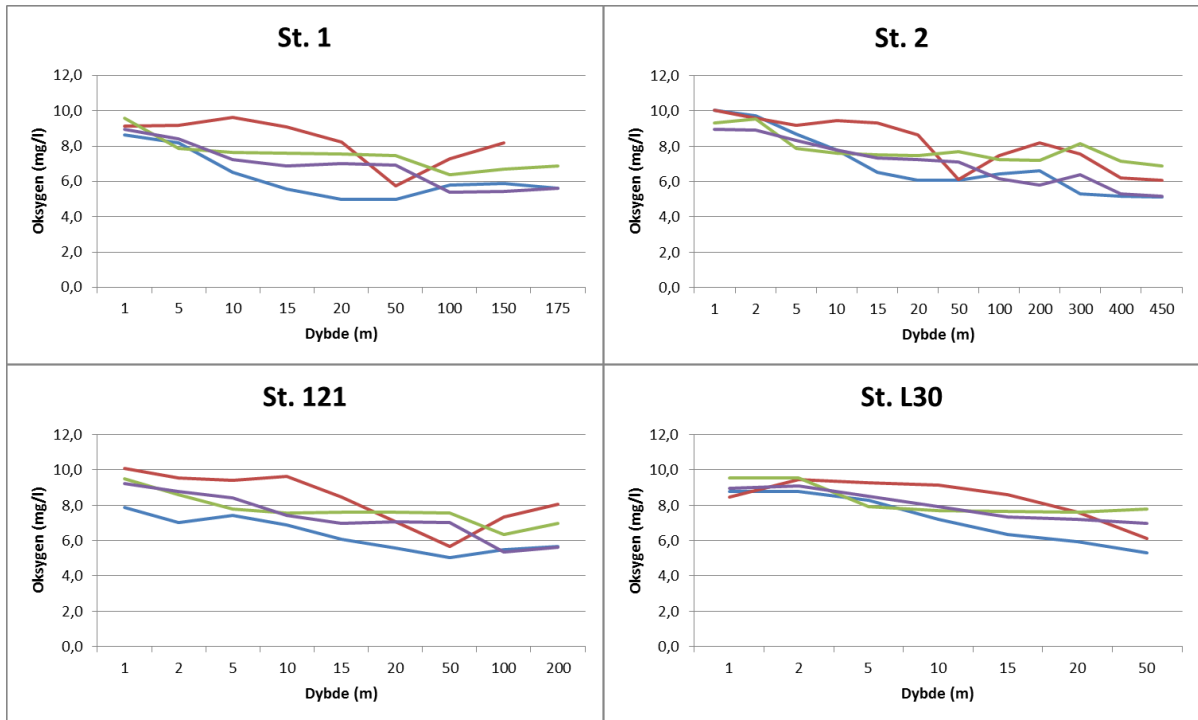 St. 1
12,0
10,0
8,0
6,0
4,0
2,0
0,0
Oksygen (mg/l)
1 5 10 15 20 50 100 150 175
Dybde (m)
St. 2
12,0
10,0
8,0
6,0
4,0
2,0
0,0
Oksygen (mg/l)
1 2 5 10 15 20 50 100 200 300 400 450
Dybde (m)
St. 121
12,0
10,0
8,0
6,0
4,0
2,0
0,0
Oksygen (mg/l)
1 2 5 10 15 20 50 100 200
Dybde (m)
St. L30
12,0
10,0
8,0
6,0
4,0
2,0
0,0
Oksygen (mg/l)
1 2 5 10 15 20 50
Dybde (m)